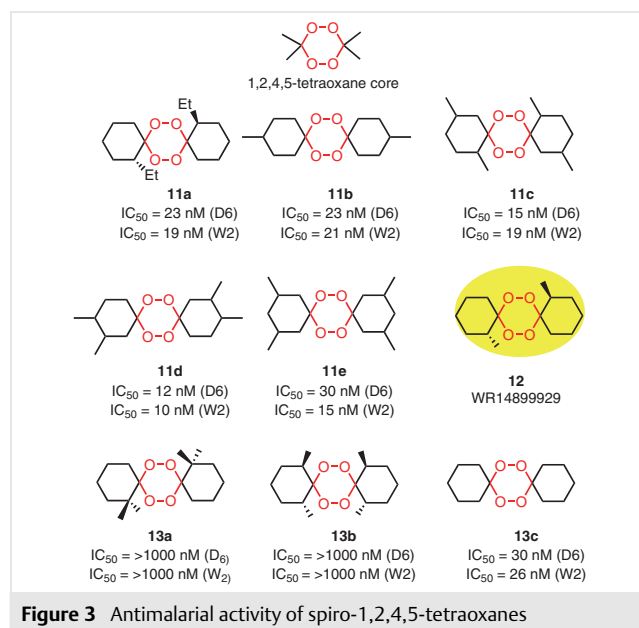 O–O
O–O
1,2,4,5-tetraoxane core
Et
O–O
O–O
Et
11a
IC50 = 23 nM (D6)
IC50 = 19 nM (W2)
O–O
O–O
11b
IC50 = 23 nM (D6)
IC50 = 21 nM (W2)
O–O
O–O
11c
IC50 = 15 nM (D6)
IC50 = 19 nM (W2)
O–O
O–O
11d
IC50 = 12 nM (D6)
IC50 = 10 nM (W2)
O–O
O–O
11e
IC50 = 30 nM (D6)
IC50 = 15 nM (W2)
O–O
O–O
12
WR14899929
O–O
O–O
13a
IC50 = >1000 nM (D6)
IC50 = >1000 nM (W2)
O–O
O–O
13b
IC50 = >1000 nM (D6)
IC50 = >1000 nM (W2)
O–O
O–O
13c
IC50 = 30 nM (D6)
IC50 = 26 nM (W2)
Figure 3 Antimalarial activity of spiro-1,2,4,5-tetraoxanes